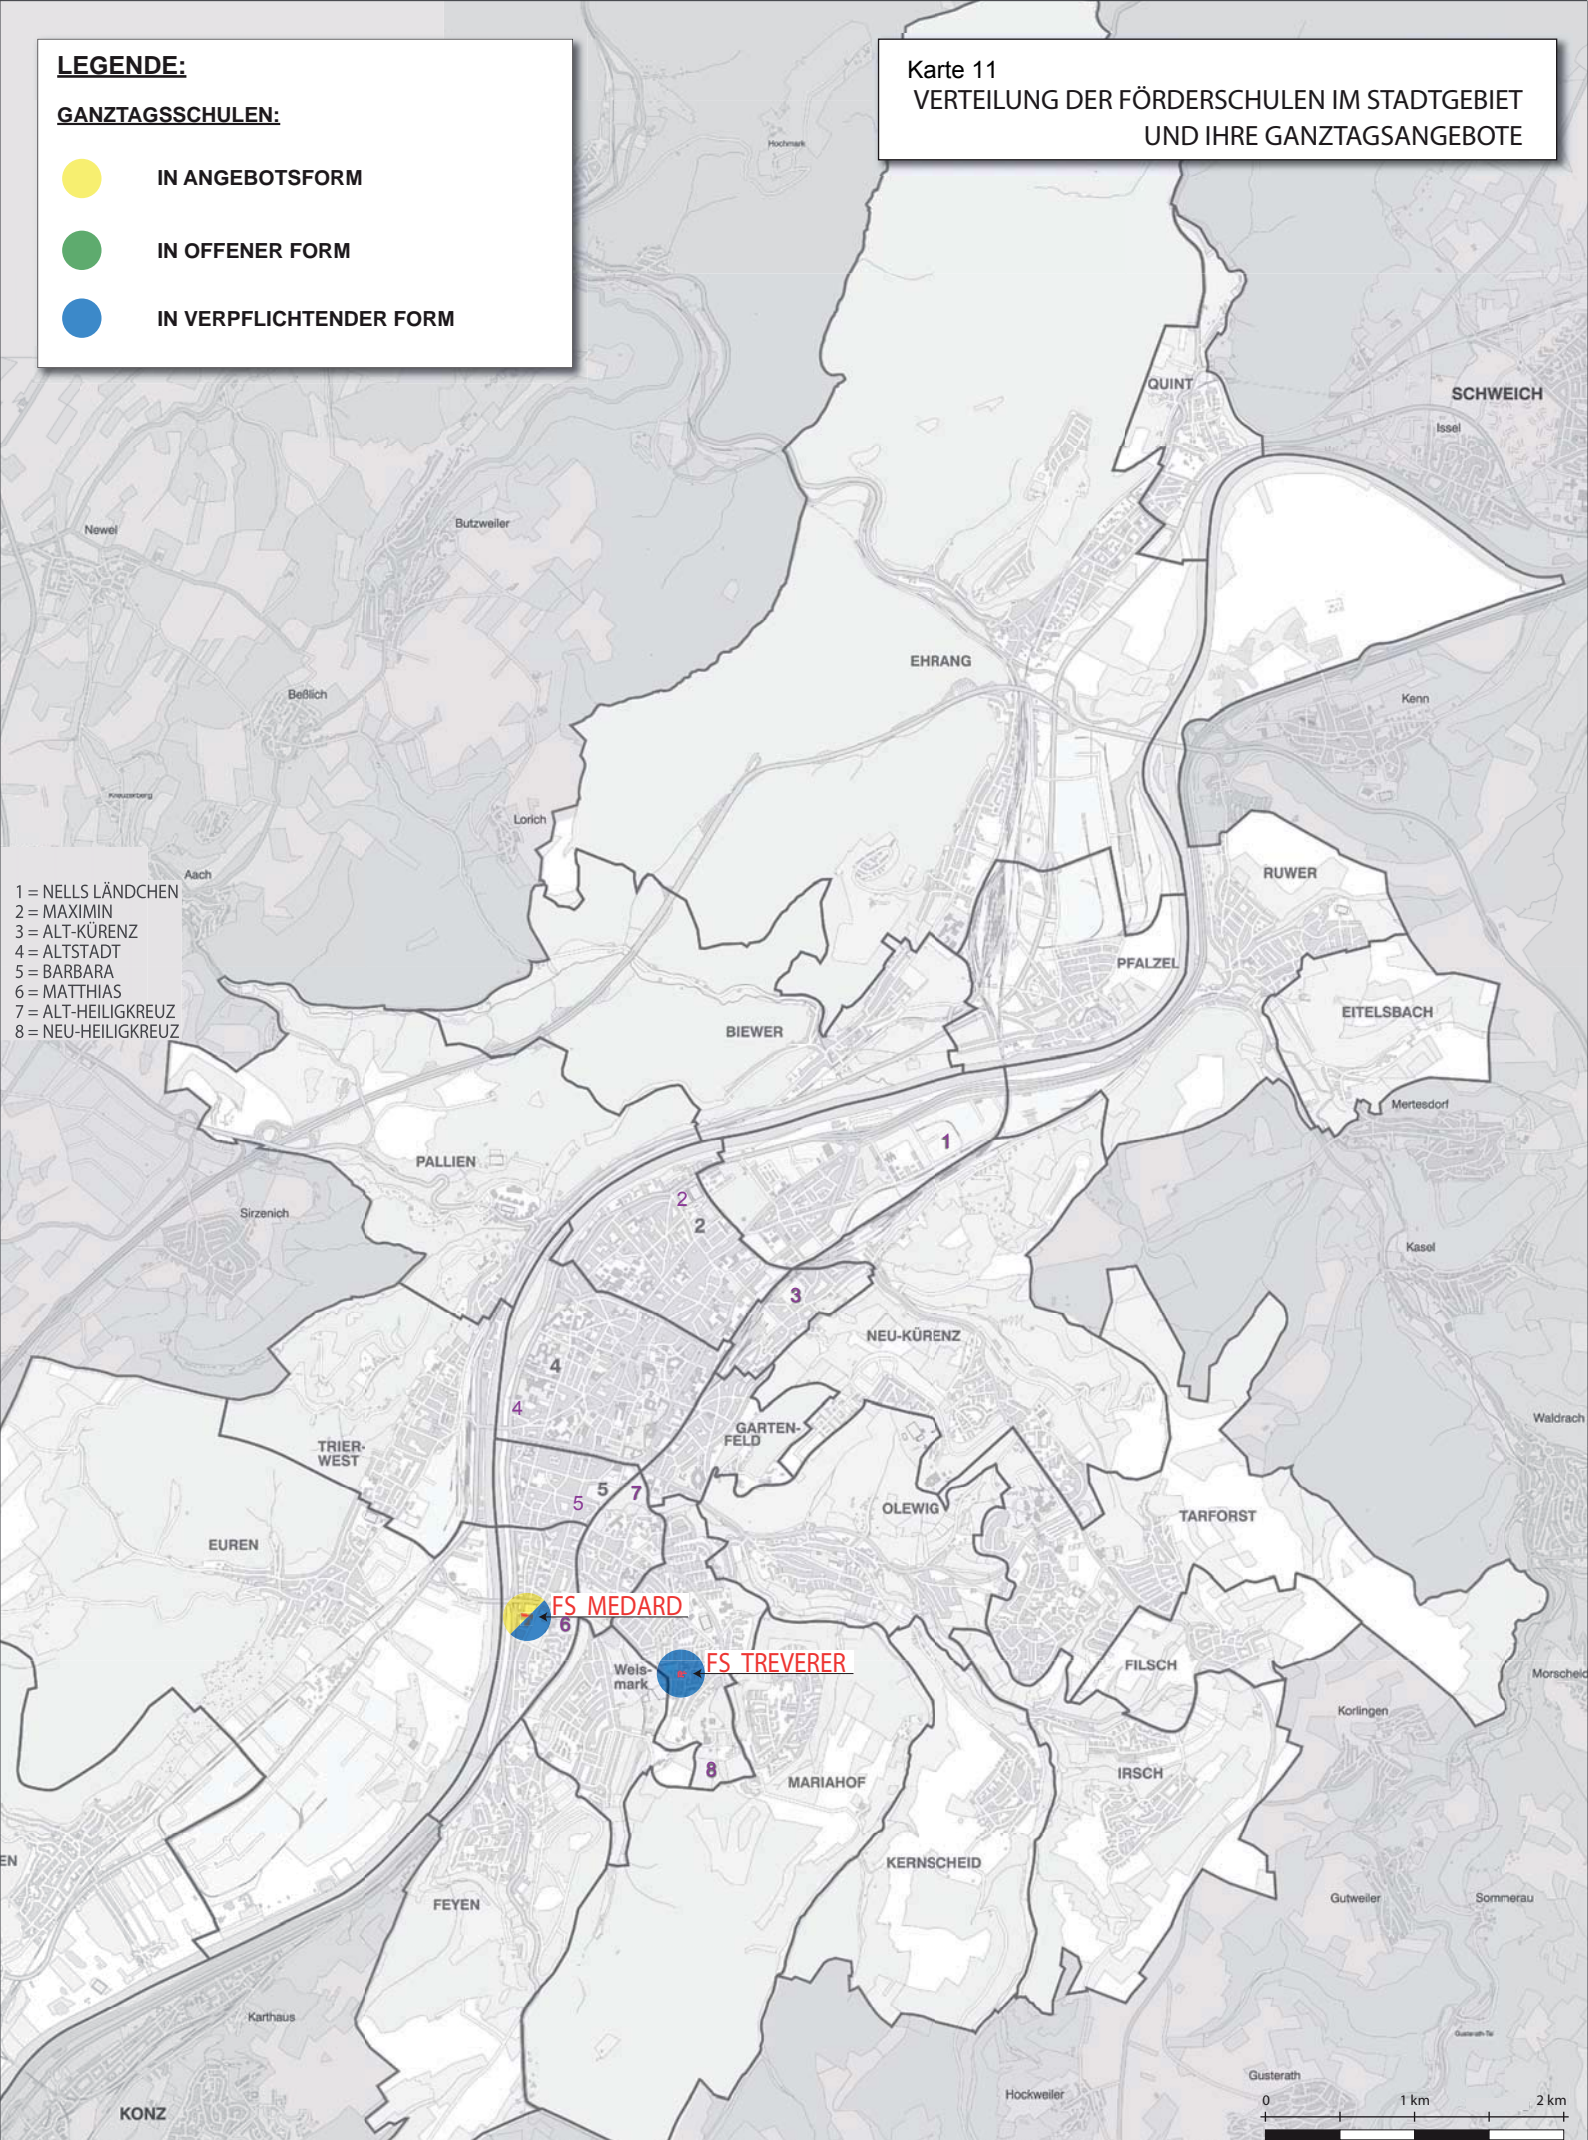 LEGENDE:
GANZTAGSSCHULEN:
IN ANGEBOTSFORM
IN OFFENER FORM
IN VERPFLICHTENDER FORM
Karte 11
VERTEILUNG DER FÖRDERSCHULEN IM STADTGEBIET
UND IHRE GANZTAGSANGEBOTE
Hochmark
QUINT
SCHWEICH
Issel
Newel
Butzweiler
EHRANG
Beßlich
Kenn
Kreuzerberg
Lorich
Aach
RUWER
1 = NELLS LÄNDCHEN
2 = MAXIMIN
3 = ALT-KÜRENZ
4 = ALTSTADT
5 = BARBARA
6 = MATTHIAS
7 = ALT-HEILIGKREUZ
8 = NEU-HEILIGKREUZ
PFALZEL
EITELSBACH
BIEWER
Mertesdorf
1
PALLIEN
2
2
Sirzenich
Kasel
3
NEU-KÜRENZ
4
4
GARTEN-
FELD
Waldrach
TRIER-
WEST
5
5
7
OLEWIG
TARFORST
EUREN
FS MEDARD
6
FS TREVERER
Weis-
mark
FILSCH
Morscheid
Korlingen
8
MARIAHOF
IRSCH
EN
KERNSCHEID
FEYEN
Gutweiler
Sommerau
Karthaus
Gusterath-Tal
Gusterath
Hockweiler
KONZ
0 1 km 2 km